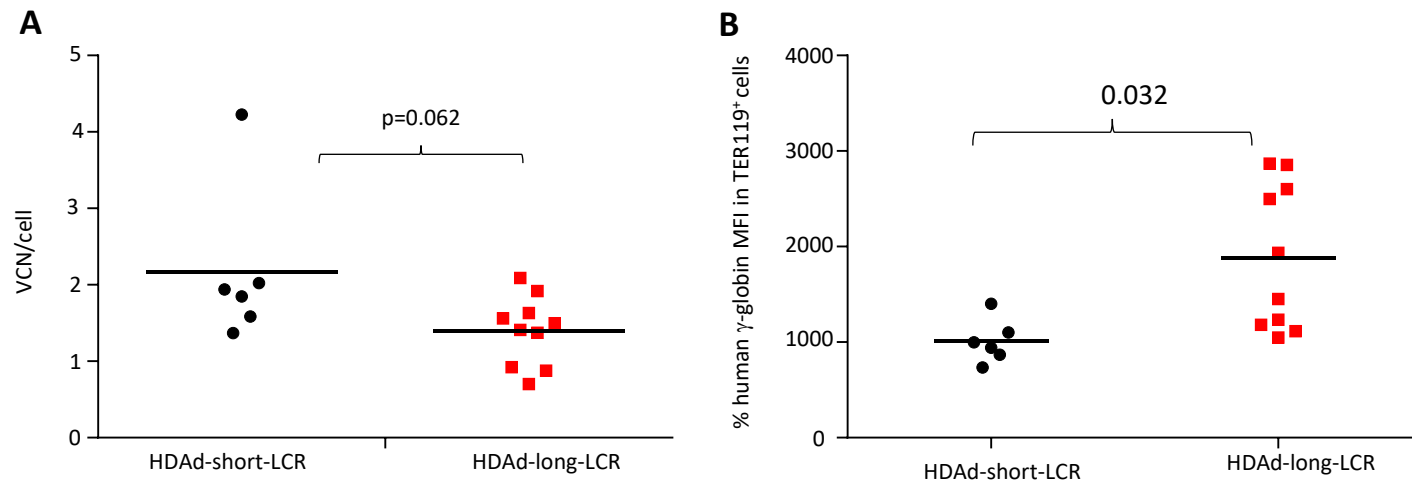 A
VCN/cell
5
4
3
2
1
0
p=0.062
HDAd-short-LCR
HDAd-long-LCR
B
% human γ-globin MFI in TER119⁺ cells
4000
3000
2000
1000
0
0.032
HDAd-short-LCR
HDAd-long-LCR